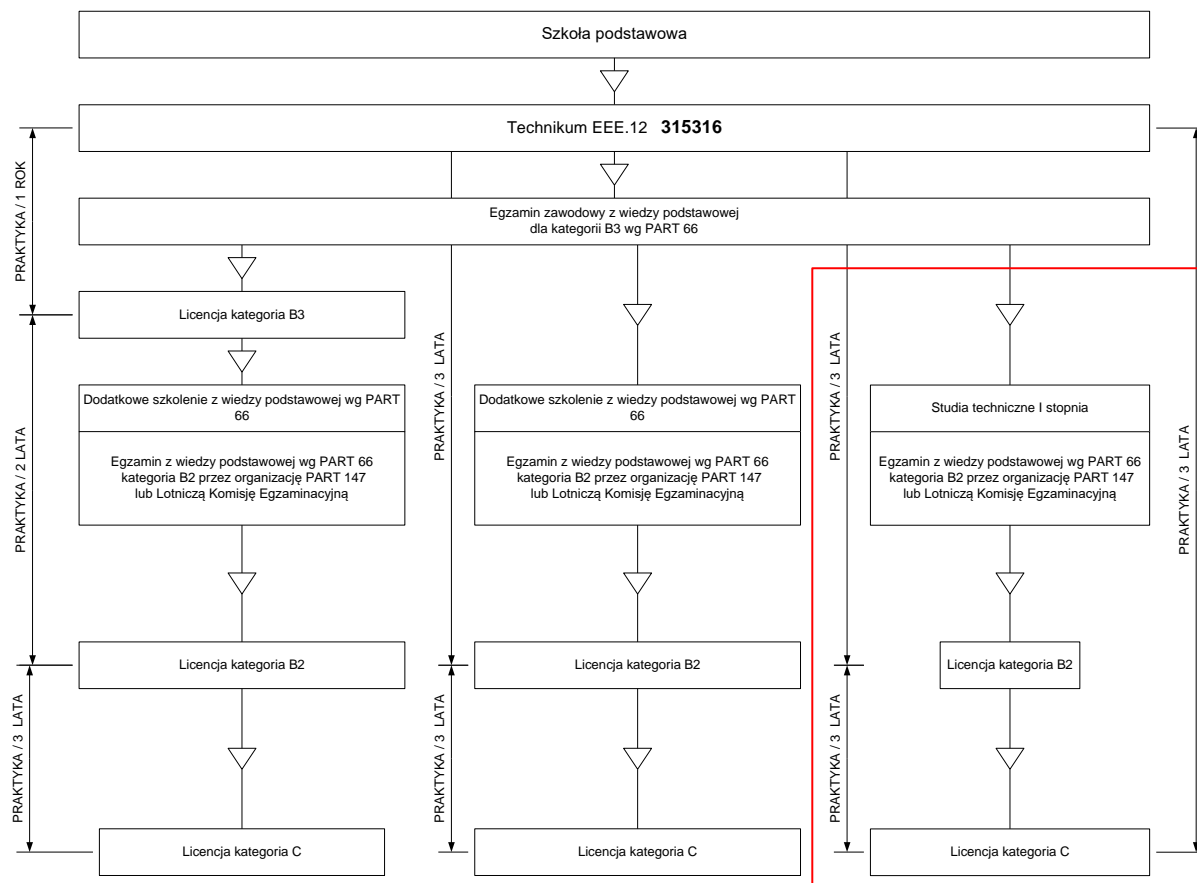 Szkoła podstawowa
Technikum EEE.12 315316
PRAKTYKA / 1 ROK
Egzamin zawodowy z wiedzy podstawowej
dla kategorii B3 wg PART 66
Licencja kategoria B3
PRAKTYKA / 2 LATA
PRAKTYKA / 3 LATA
PRAKTYKA / 3 LATA
PRAKTYKA / 3 LATA
Dodatkowe szkolenie z wiedzy podstawowej wg PART
66
Egzamin z wiedzy podstawowej wg PART 66
kategoria B2 przez organizację PART 147
lub Lotniczą Komisję Egzaminacyjną
Dodatkowe szkolenie z wiedzy podstawowej wg PART
66
Egzamin z wiedzy podstawowej wg PART 66
kategoria B2 przez organizację PART 147
lub Lotniczą Komisję Egzaminacyjną
Studia techniczne I stopnia
Egzamin z wiedzy podstawowej wg PART 66
kategoria B2 przez organizację PART 147
lub Lotniczą Komisję Egzaminacyjną
Licencja kategoria B2
Licencja kategoria B2
Licencja kategoria B2
PRAKTYKA / 3 LATA
PRAKTYKA / 3 LATA
PRAKTYKA / 3 LATA
Licencja kategoria C
Licencja kategoria C
Licencja kategoria C